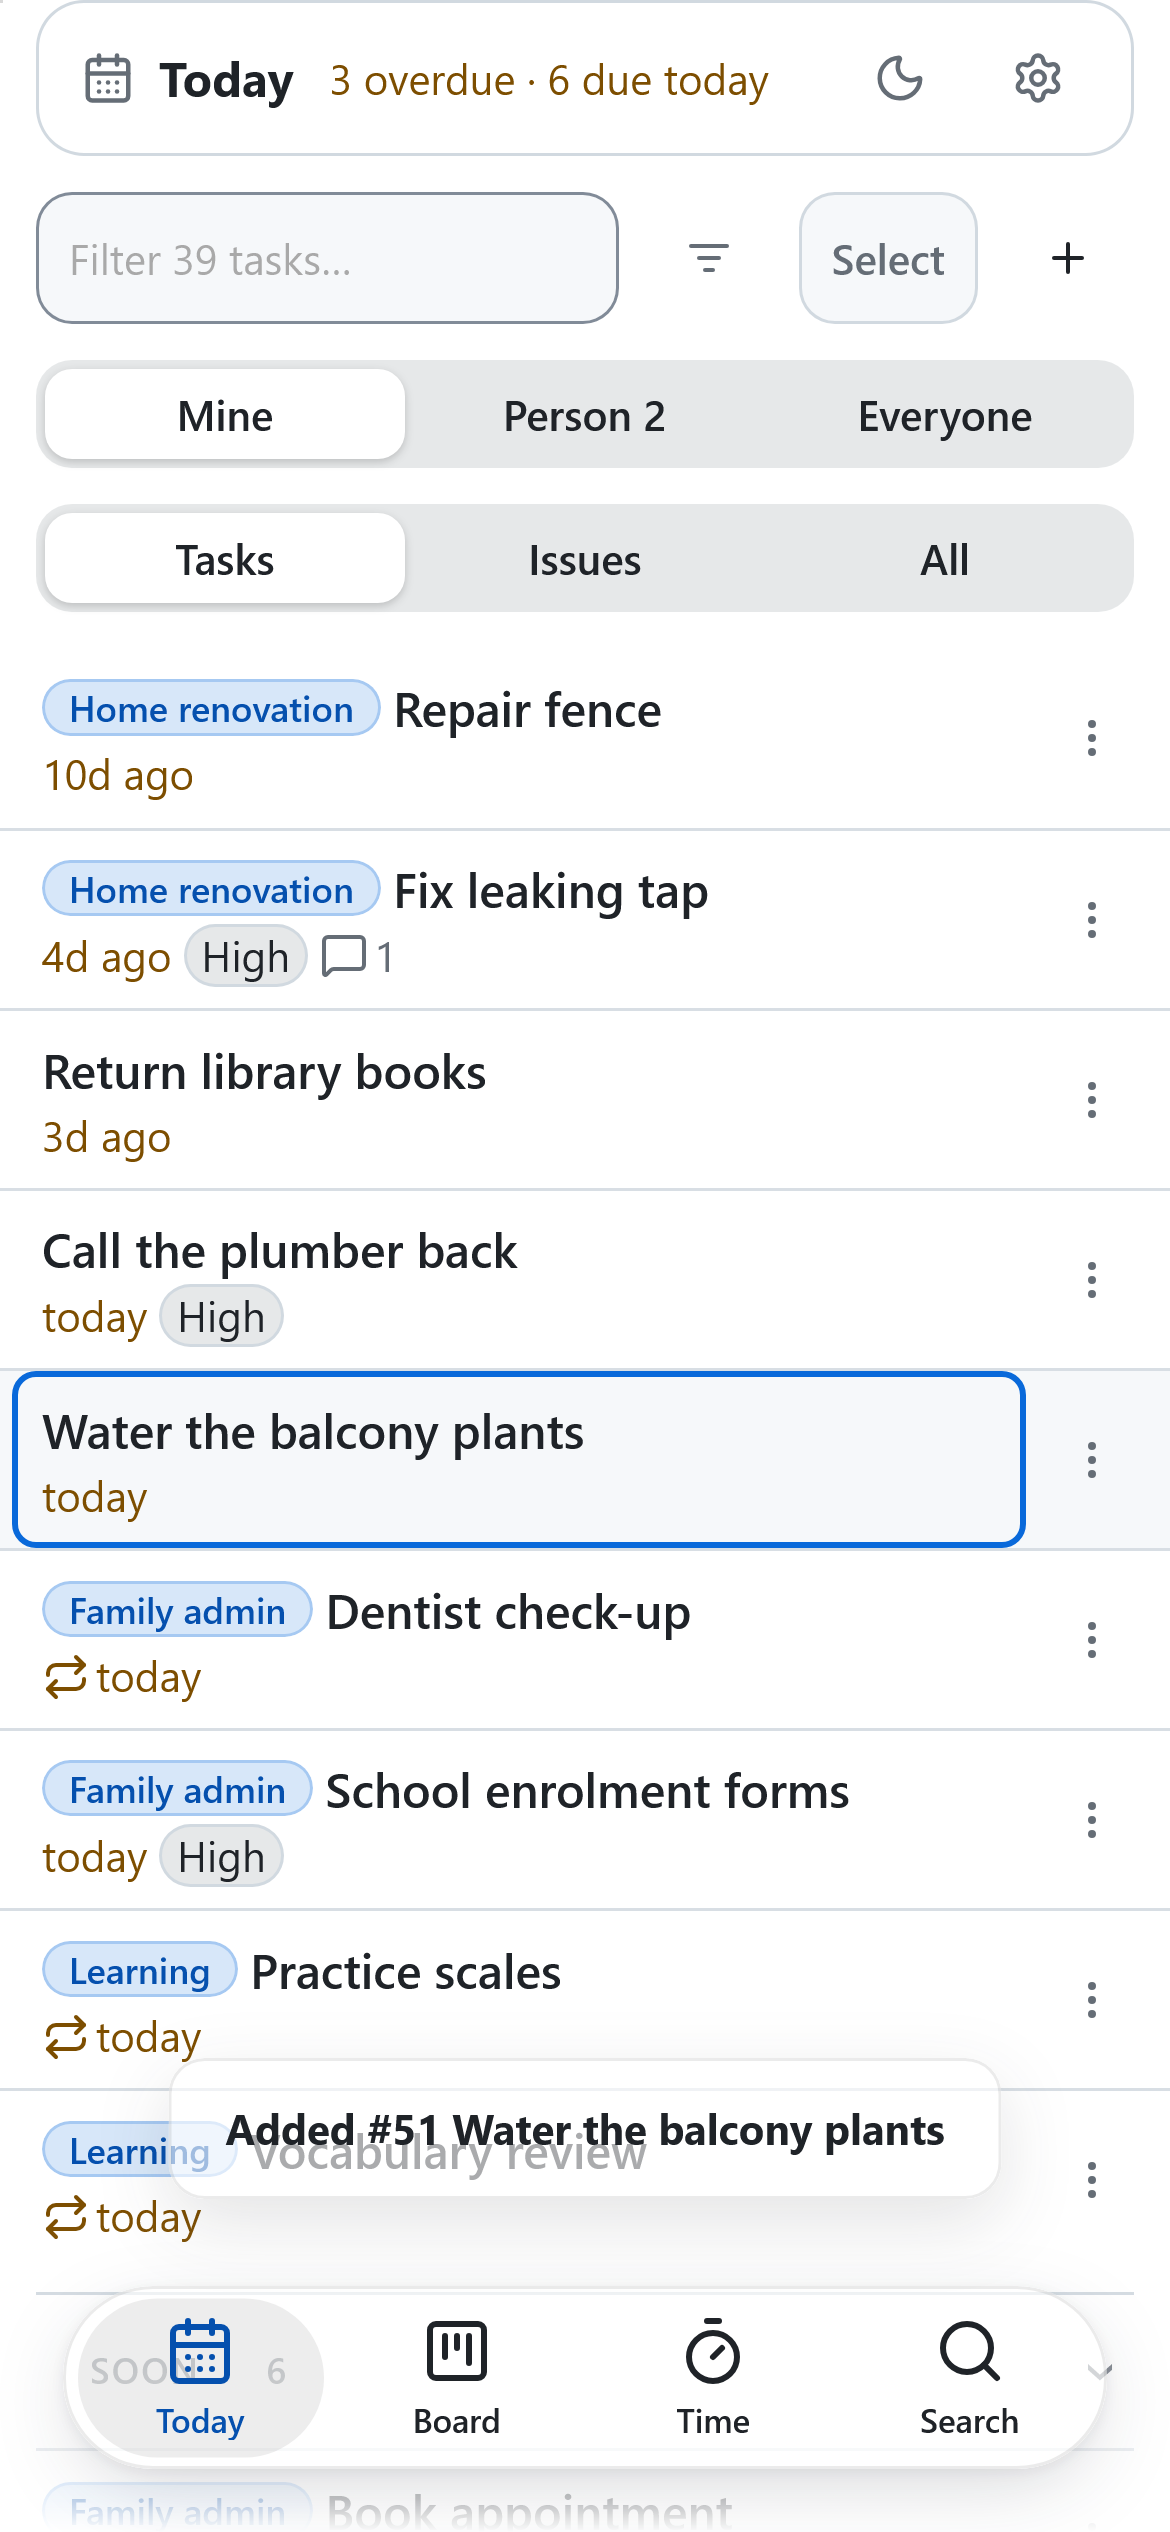 Today 3 overdue · 6 due today
Filter 39 tasks...
Select
Mine Person 2 Everyone
Tasks Issues All
Home renovation Repair fence
10d ago
Home renovation Fix leaking tap
4d ago High 1
Return library books
3d ago
Call the plumber back
today High
Water the balcony plants
today
Family admin Dentist check-up
today
Family admin School enrolment forms
today High
Learning Practice scales
today
Added #51 Water the balcony plants
Learning Vocabulary review
today
SOON 6
Today Board Time Search
Family admin Book appointment